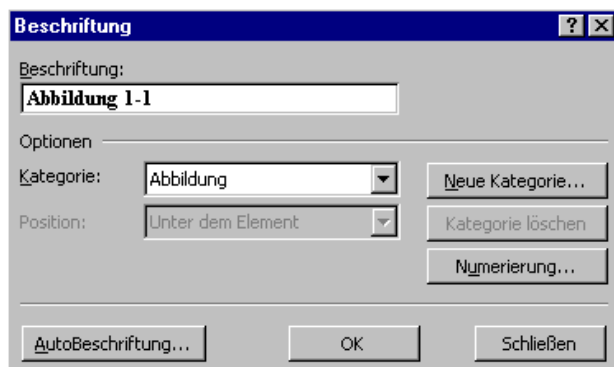 Beschriftung
Beschriftung:
Abbildung 1-1
Optionen
Kategorie: Abbildung Neue Kategorie...
Position: Unter dem Element Kategorie löschen
Numerierung...
AutoBeschriftung... OK Schließen